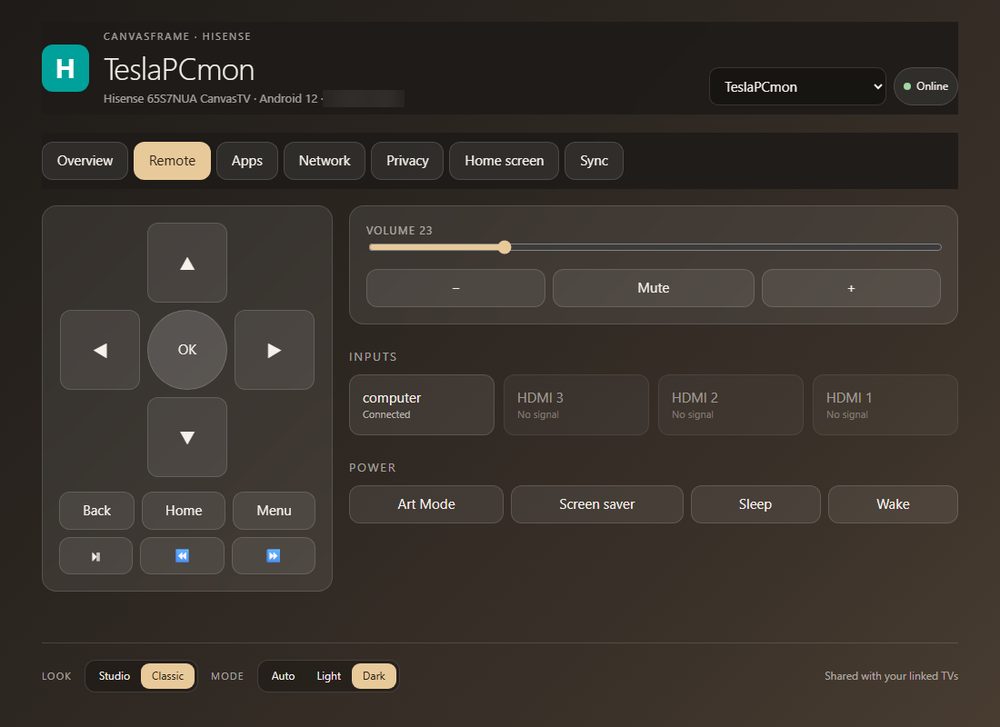 CANVASFRAME · HISENSE
H
TeslaPCmon
Hisense 65S7NUA CanvasTV · Android 12 ·
TeslaPCmon
Online
Overview
Remote
Apps
Network
Privacy
Home screen
Sync
VOLUME 23
−
Mute
+
OK
Back
Home
Menu
INPUTS
computer
Connected
HDMI 3
No signal
HDMI 2
No signal
HDMI 1
No signal
POWER
Art Mode
Screen saver
Sleep
Wake
LOOK
Studio
Classic
MODE
Auto
Light
Dark
Shared with your linked TVs